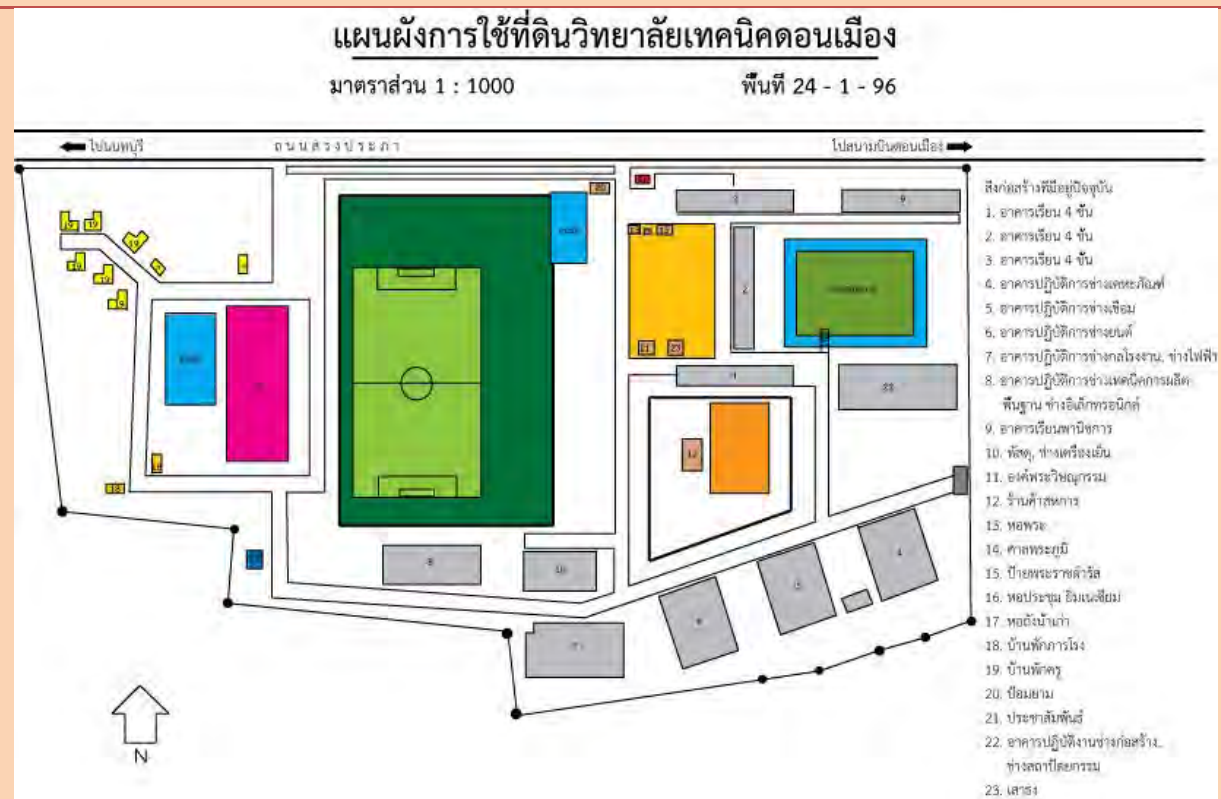 แผนผังการใช้ที่ดินวิทยาลัยเทคนิคดอนเมือง
มาตราส่วน 1 : 1000
พื้นที่ 24 - 1 - 96
ไปนนทบุรี
ถนนสรงประภา
ไปสนามบินดอนเมือง
สิ่งก่อสร้างที่มีอยู่ปัจจุบัน
1. อาคารเรียน 4 ชั้น
2. อาคารเรียน 4 ชั้น
3. อาคารเรียน 4 ชั้น
4. อาคารปฏิบัติการช่างเคหะภัณฑ์
5. อาคารปฏิบัติการช่างเชื่อม
6. อาคารปฏิบัติการช่างยนต์
7. อาคารปฏิบัติการช่างกลโรงงาน, ช่างไฟฟ้า
8. อาคารปฏิบัติการช่างเทคนิคการผลิต
พื้นฐาน ช่างอิเล็กทรอนิกส์
9. อาคารเรียนพานิชการ
10. พัสดุ, ช่างเครื่องเย็น
11. องค์พระวิษณุกรรม
12. ร้านค้าสหการ
13. หอพระ
14. ศาลพระภูมิ
15. ป้ายพระราชดำรัส
16. หอประชุม ยิมเนเซียม
17. หอถังน้ำเก่า
18. บ้านพักภารโรง
19. บ้านพักครู
20. ป้อมยาม
21. ประชาสัมพันธ์
22. อาคารปฏิบัติงานช่างก่อสร้าง,
ช่างสถาปัตยกรรม
23. เสาธง
19
19
19
19
19
19
18
9
2
22
21
23
12
8
10
N